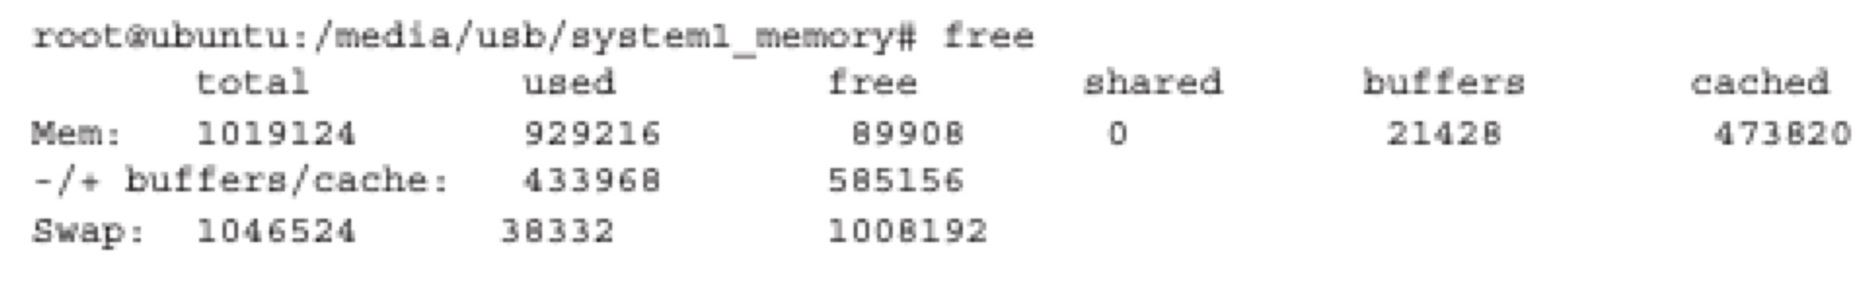 root@ubuntu:/media/usb/system1_memory# free
total used free shared buffers cached
Mem: 1019124 929216 89908 0 21428 473820
-/+ buffers/cache: 433968 585156
Swap: 1046524 38332 1008192